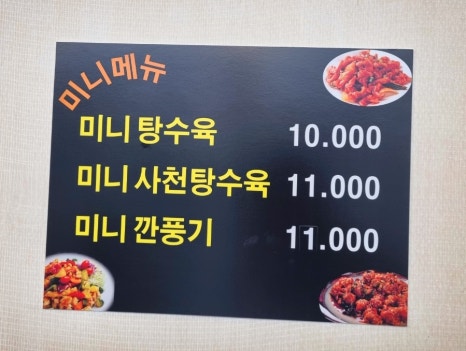 미니메뉴
미니 탕수육 10.000
미니 사천탕수육 11.000
미니 깐풍기 11.000